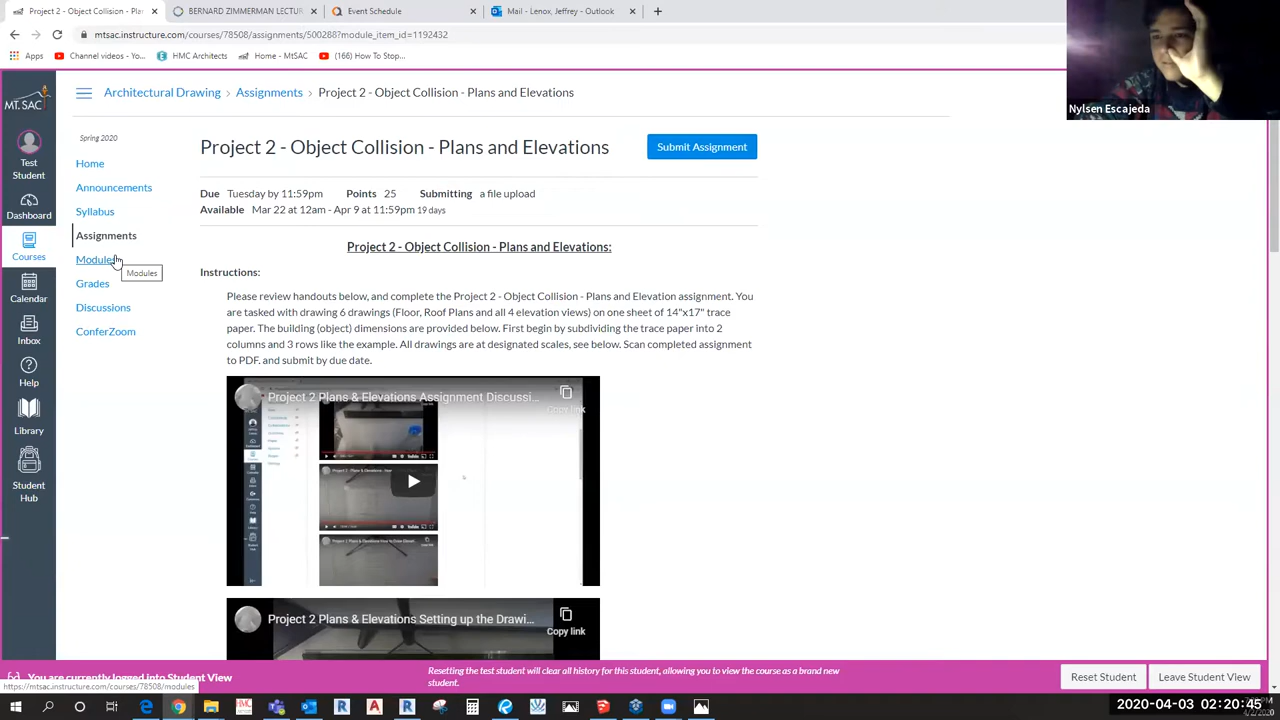 Project 2 - Object Collision - Plan
BERNARD ZIMMERMAN LECTUR
Event Schedule
Mail - Lenox, Jeffrey - Outlook
mtsac.instructure.com/courses/78508/assignments/500288?module_item_id=1192432
Apps
Channel videos - Yo...
HMC Architects
Home - MtSAC
(166) How To Stop...
Nylsen Escajeda
MT. SAC
Test
Student
Dashboard
Courses
Calendar
Inbox
Help
Library
Student
Hub
Architectural Drawing > Assignments > Project 2 - Object Collision - Plans and Elevations
Spring 2020
Home
Announcements
Syllabus
Assignments
Modules
Modules
Grades
Discussions
ConferZoom
Project 2 - Object Collision - Plans and Elevations
Submit Assignment
Due Tuesday by 11:59pm Points 25 Submitting a file upload
Available Mar 22 at 12am - Apr 9 at 11:59pm 19 days
Project 2 - Object Collision - Plans and Elevations:
Instructions:
Please review handouts below, and complete the Project 2 - Object Collision - Plans and Elevation assignment. You
are tasked with drawing 6 drawings (Floor, Roof Plans and all 4 elevation views) on one sheet of 14"x17" trace
paper. The building (object) dimensions are provided below. First begin by subdividing the trace paper into 2
columns and 3 rows like the example. All drawings are at designated scales, see below. Scan completed assignment
to PDF. and submit by due date.
Project 2 Plans & Elevations Assignment Discussi...
Copy link
Project 2 Plans & Elevations Setting up the Drawi...
Copy link
You are currently logged into Student View
Resetting the test student will clear all history for this student, allowing you to view the course as a brand new
student.
Reset Student
Leave Student View
https://mtsac.instructure.com/courses/78508/modules
2020-04-03 02:20:45